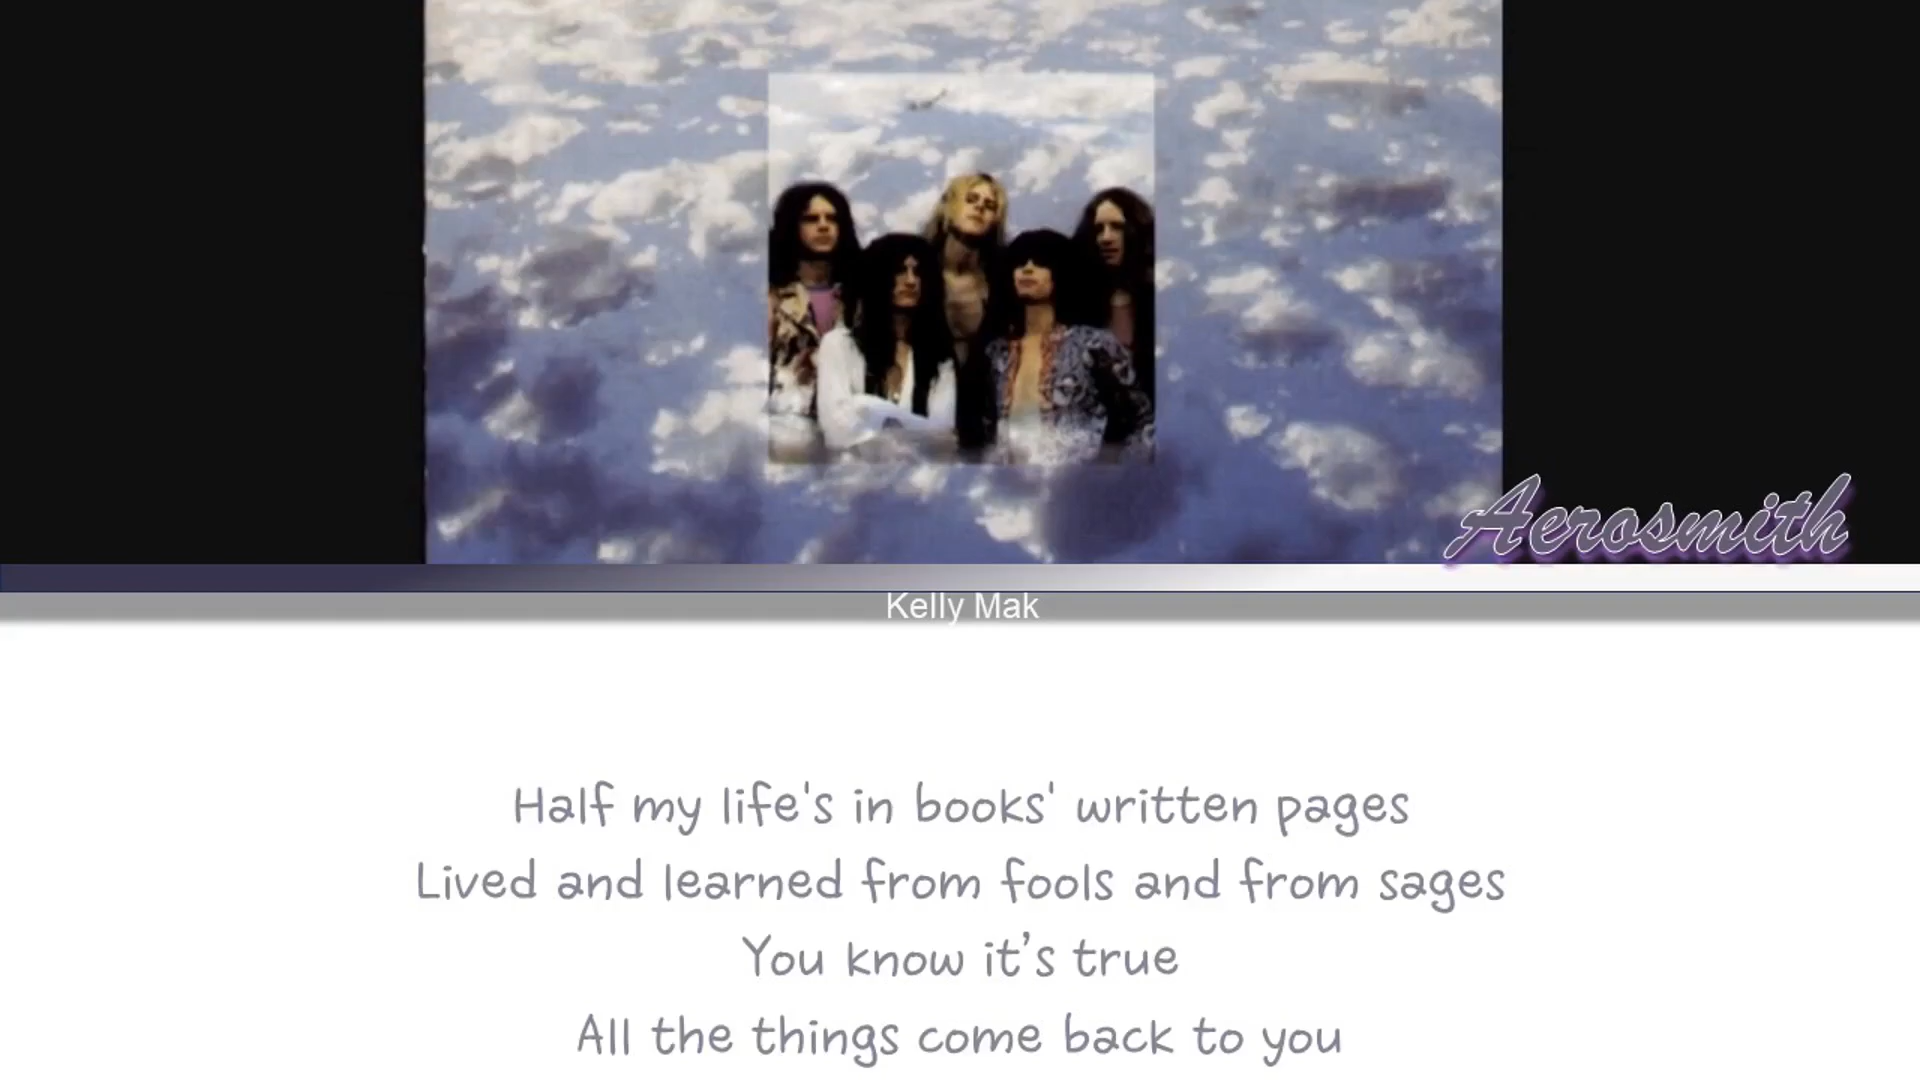 Aerosmith
Kelly Mak
Half my life's in books' written pages
Lived and learned from fools and from sages
You know it’s true
All the things come back to you